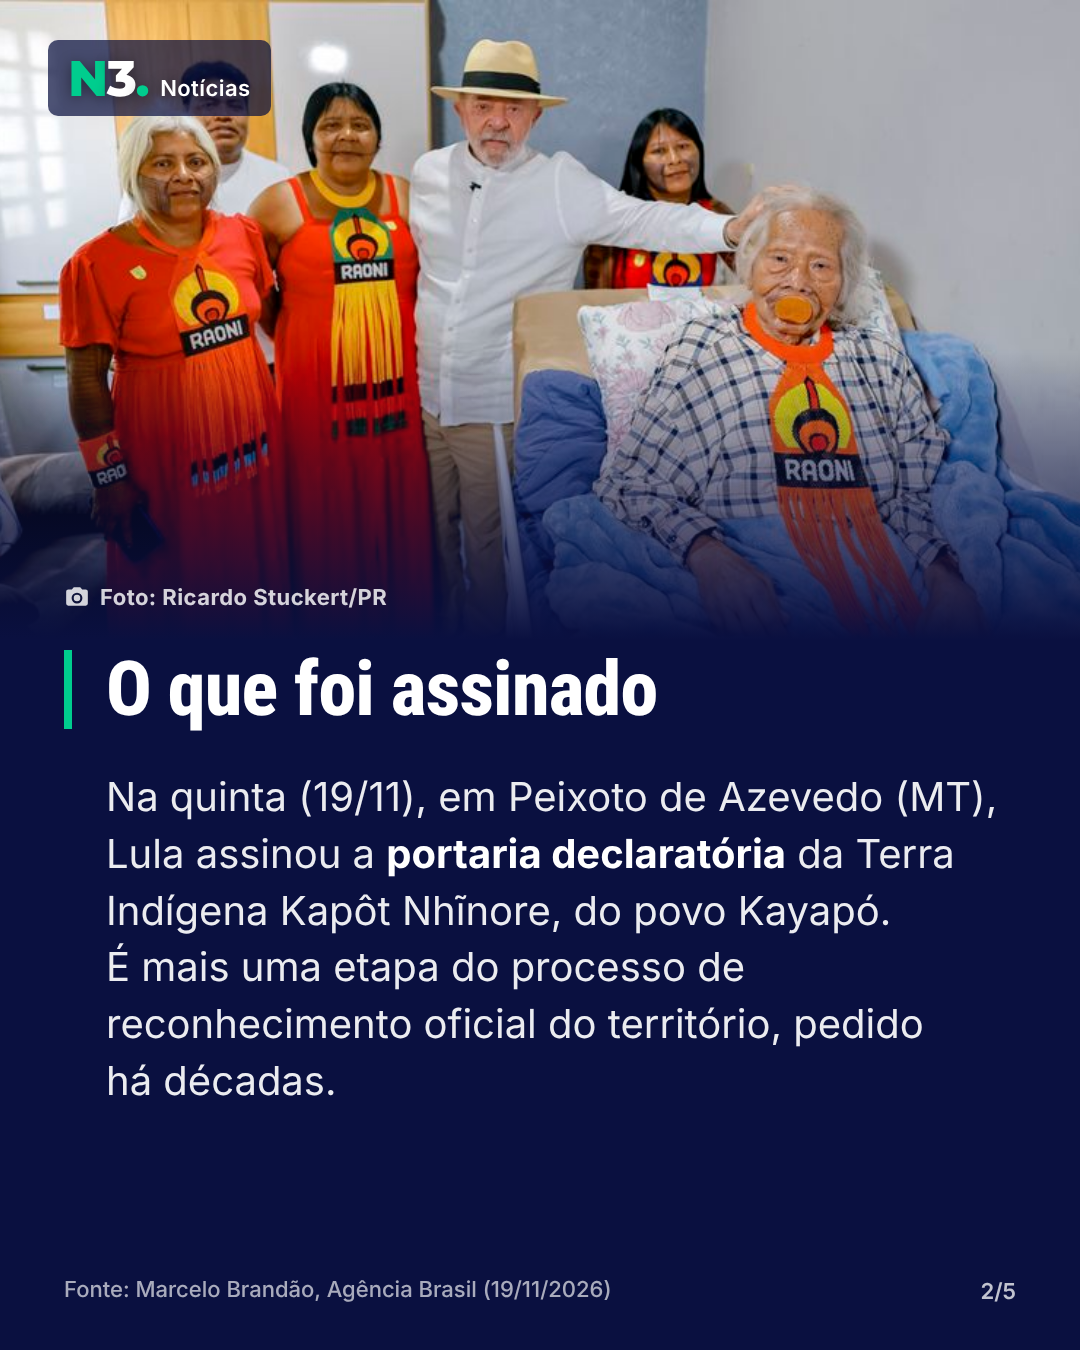 N3. Notícias
RAONI
RAONI
RAONI
RAO
Foto: Ricardo Stuckert/PR
O que foi assinado
Na quinta (19/11), em Peixoto de Azevedo (MT),
Lula assinou a portaria declaratória da Terra
Indígena Kapôt Nhĩnore, do povo Kayapó.
É mais uma etapa do processo de
reconhecimento oficial do território, pedido
há décadas.
Fonte: Marcelo Brandão, Agência Brasil (19/11/2026)
2/5